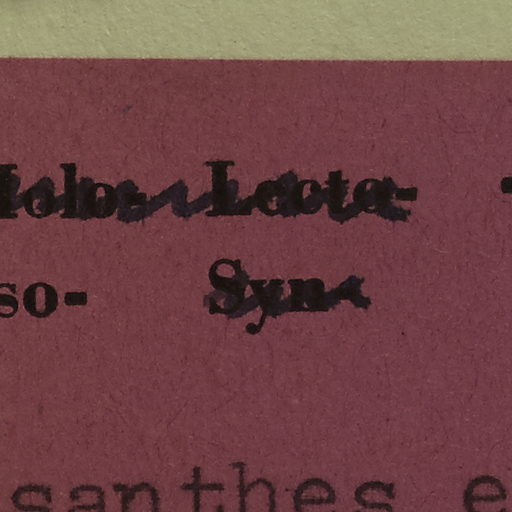 Holo- Lecto- -
so- Syn-
santhes e